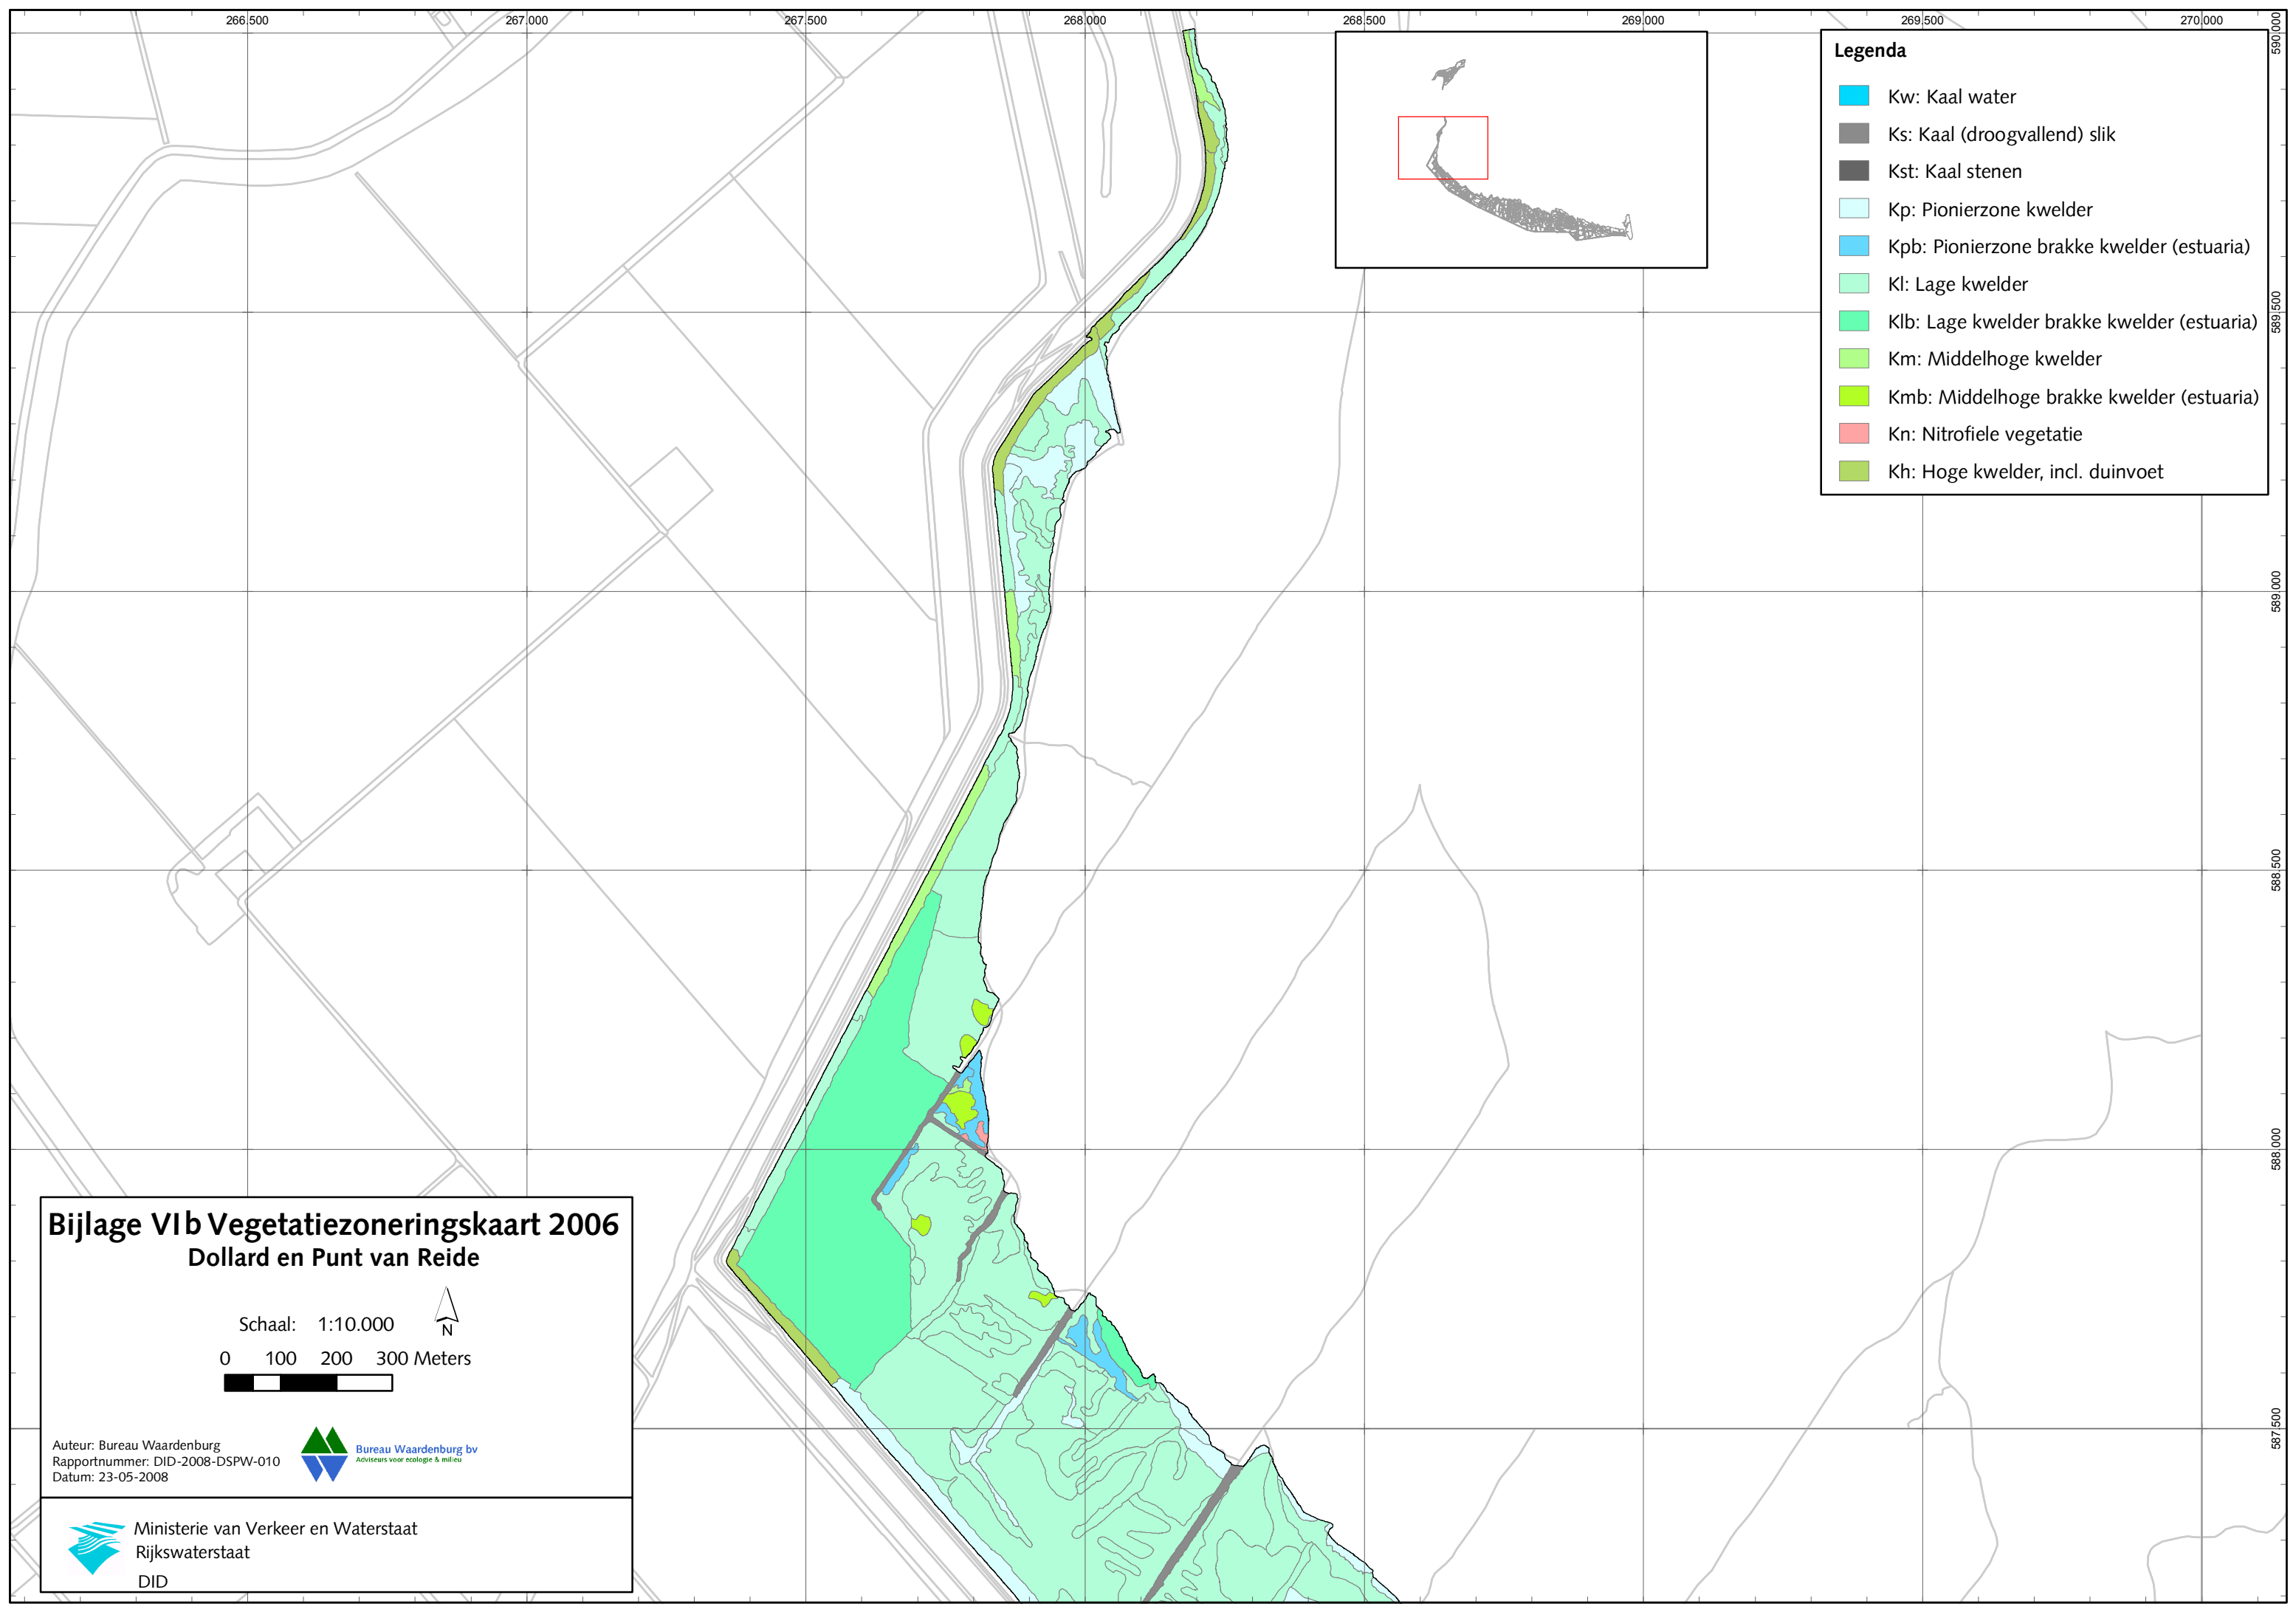 266.500 267.000 267.500 268.000 268.500 269.000 269.500 270.000
590.000
589.500
589.000
588.500
588.000
587.500
Legenda
Kw: Kaal water
Ks: Kaal (droogvallend) slik
Kst: Kaal stenen
Kp: Pionierzone kwelder
Kpb: Pionierzone brakke kwelder (estuaria)
Kl: Lage kwelder
Klb: Lage kwelder brakke kwelder (estuaria)
Km: Middelhoge kwelder
Kmb: Middelhoge brakke kwelder (estuaria)
Kn: Nitrofiele vegetatie
Kh: Hoge kwelder, incl. duinvoet
Bijlage VIb Vegetatiezoneringskaart 2006
Dollard en Punt van Reide
Schaal: 1:10.000
N
0 100 200 300 Meters
Auteur: Bureau Waardenburg
Rapportnummer: DID-2008-DSPW-010
Datum: 23-05-2008
Bureau Waardenburg bv
Adviseurs voor ecologie & milieu
Ministerie van Verkeer en Waterstaat
Rijkswaterstaat
DID